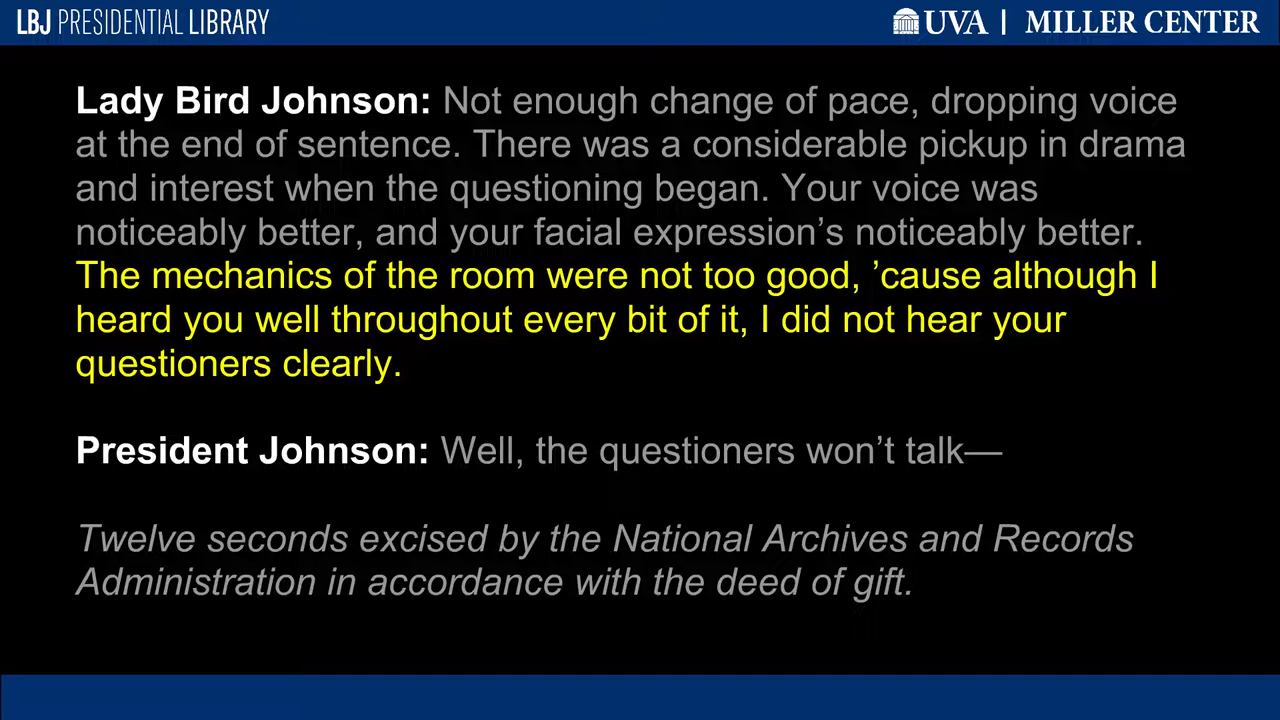 LBJ PRESIDENTIAL LIBRARY
UVA | MILLER CENTER
Lady Bird Johnson: Not enough change of pace, dropping voice
at the end of sentence. There was a considerable pickup in drama
and interest when the questioning began. Your voice was
noticeably better, and your facial expression’s noticeably better.
The mechanics of the room were not too good, ’cause although I
heard you well throughout every bit of it, I did not hear your
questioners clearly.
President Johnson: Well, the questioners won’t talk—
Twelve seconds excised by the National Archives and Records
Administration in accordance with the deed of gift.